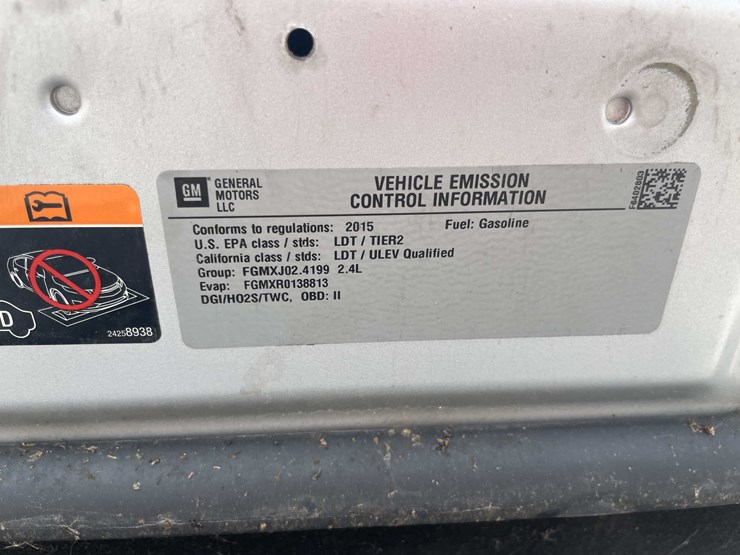 GM
GENERAL
MOTORS
LLC
VEHICLE EMISSION
CONTROL INFORMATION
F6402803
Conforms to regulations: 2015 Fuel: Gasoline
U.S. EPA class / stds: LDT / TIER2
California class / stds: LDT / ULEV Qualified
Group: FGMXJ02.4199 2.4L
Evap: FGMXR0138813
DGI/HO2S/TWC, OBD: II
D
24258938